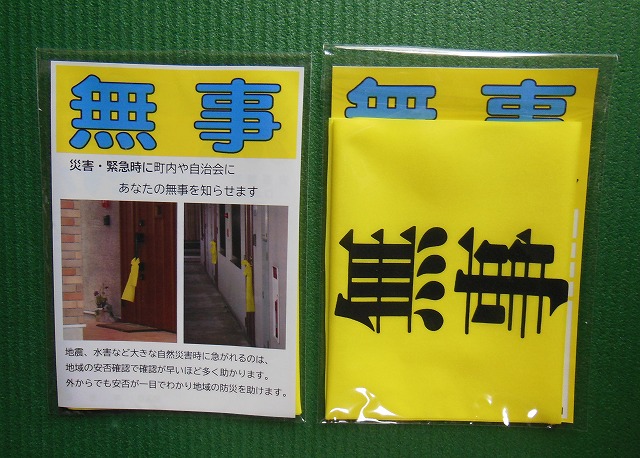 無事
災害・緊急時に町内や自治会に
あなたの無事を知らせます
地震、水害など大きな自然災害時に急がれるのは、
地域の安否確認で確認が早いほど多く助かります。
外からでも安否が一目でわかり地域の防災を助けます。
無事
無事